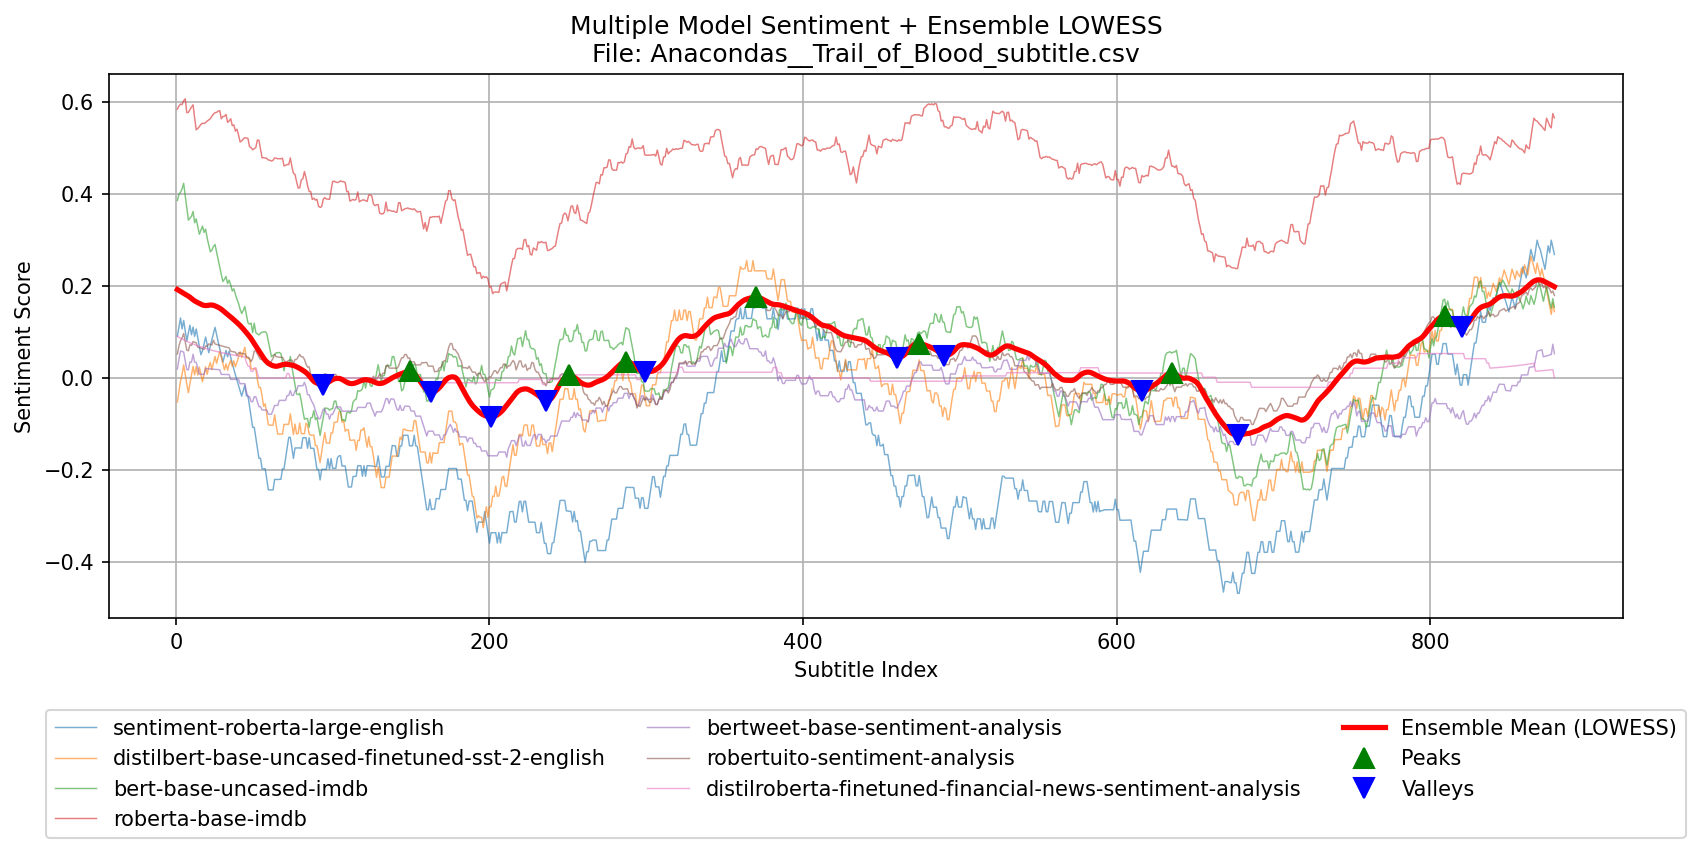 Multiple Model Sentiment + Ensemble LOWESS
File: Anacondas__Trail_of_Blood_subtitle.csv
Sentiment Score
0.6
0.4
0.2
0.0
−0.2
−0.4
0
200
400
600
800
Subtitle Index
sentiment-roberta-large-english
distilbert-base-uncased-finetuned-sst-2-english
bert-base-uncased-imdb
roberta-base-imdb
bertweet-base-sentiment-analysis
robertuito-sentiment-analysis
distilroberta-finetuned-financial-news-sentiment-analysis
Ensemble Mean (LOWESS)
Peaks
Valleys